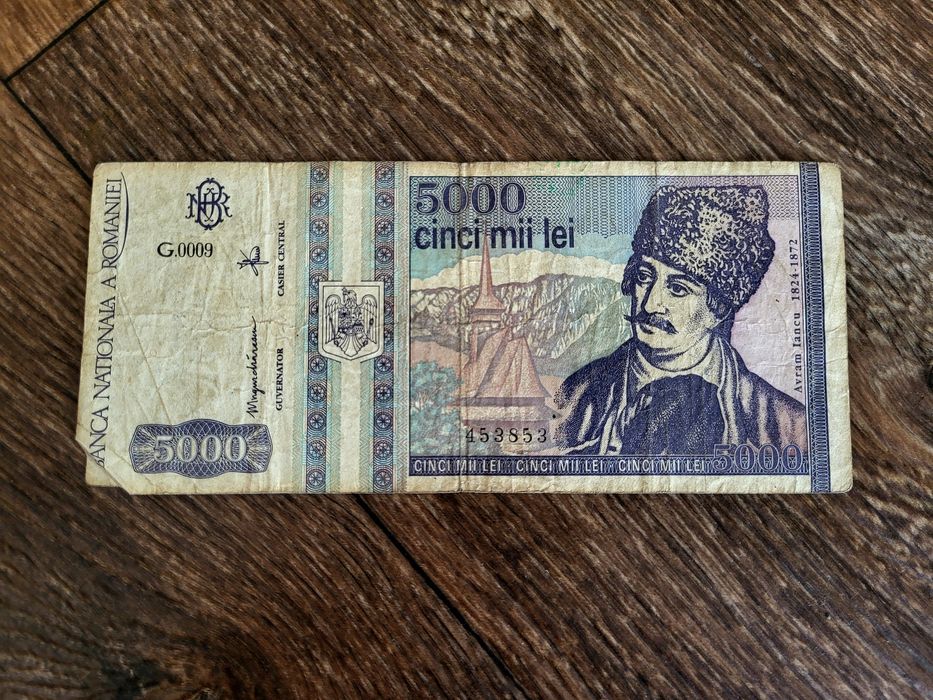 BANCA NATIONALA A ROMANIEI
G.0009
CASIER CENTRAL
GUVERNATOR
5000
5000
cinci mii lei
Avram Iancu 1824-1872
453853
CINCI MII LEI CINCI MII LEI CINCI MII LEI 5000